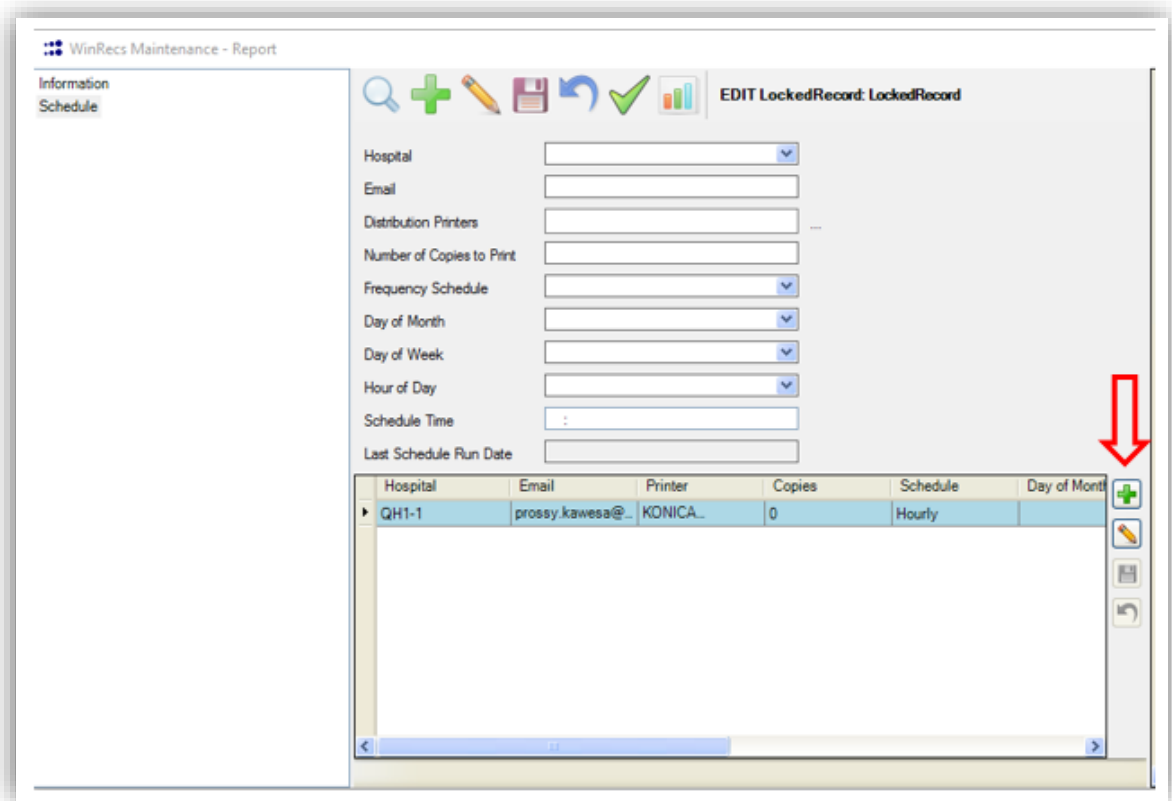 WinRecs Maintenance - Report
Information
Schedule
EDIT LockedRecord: LockedRecord
Hospital
Email
Distribution Printers ...
Number of Copies to Print
Frequency Schedule
Day of Month
Day of Week
Hour of Day
Schedule Time :
Last Schedule Run Date
Hospital Email Printer Copies Schedule Day of Month
QH1-1 prossy.kawesa@... KONICA... 0 Hourly